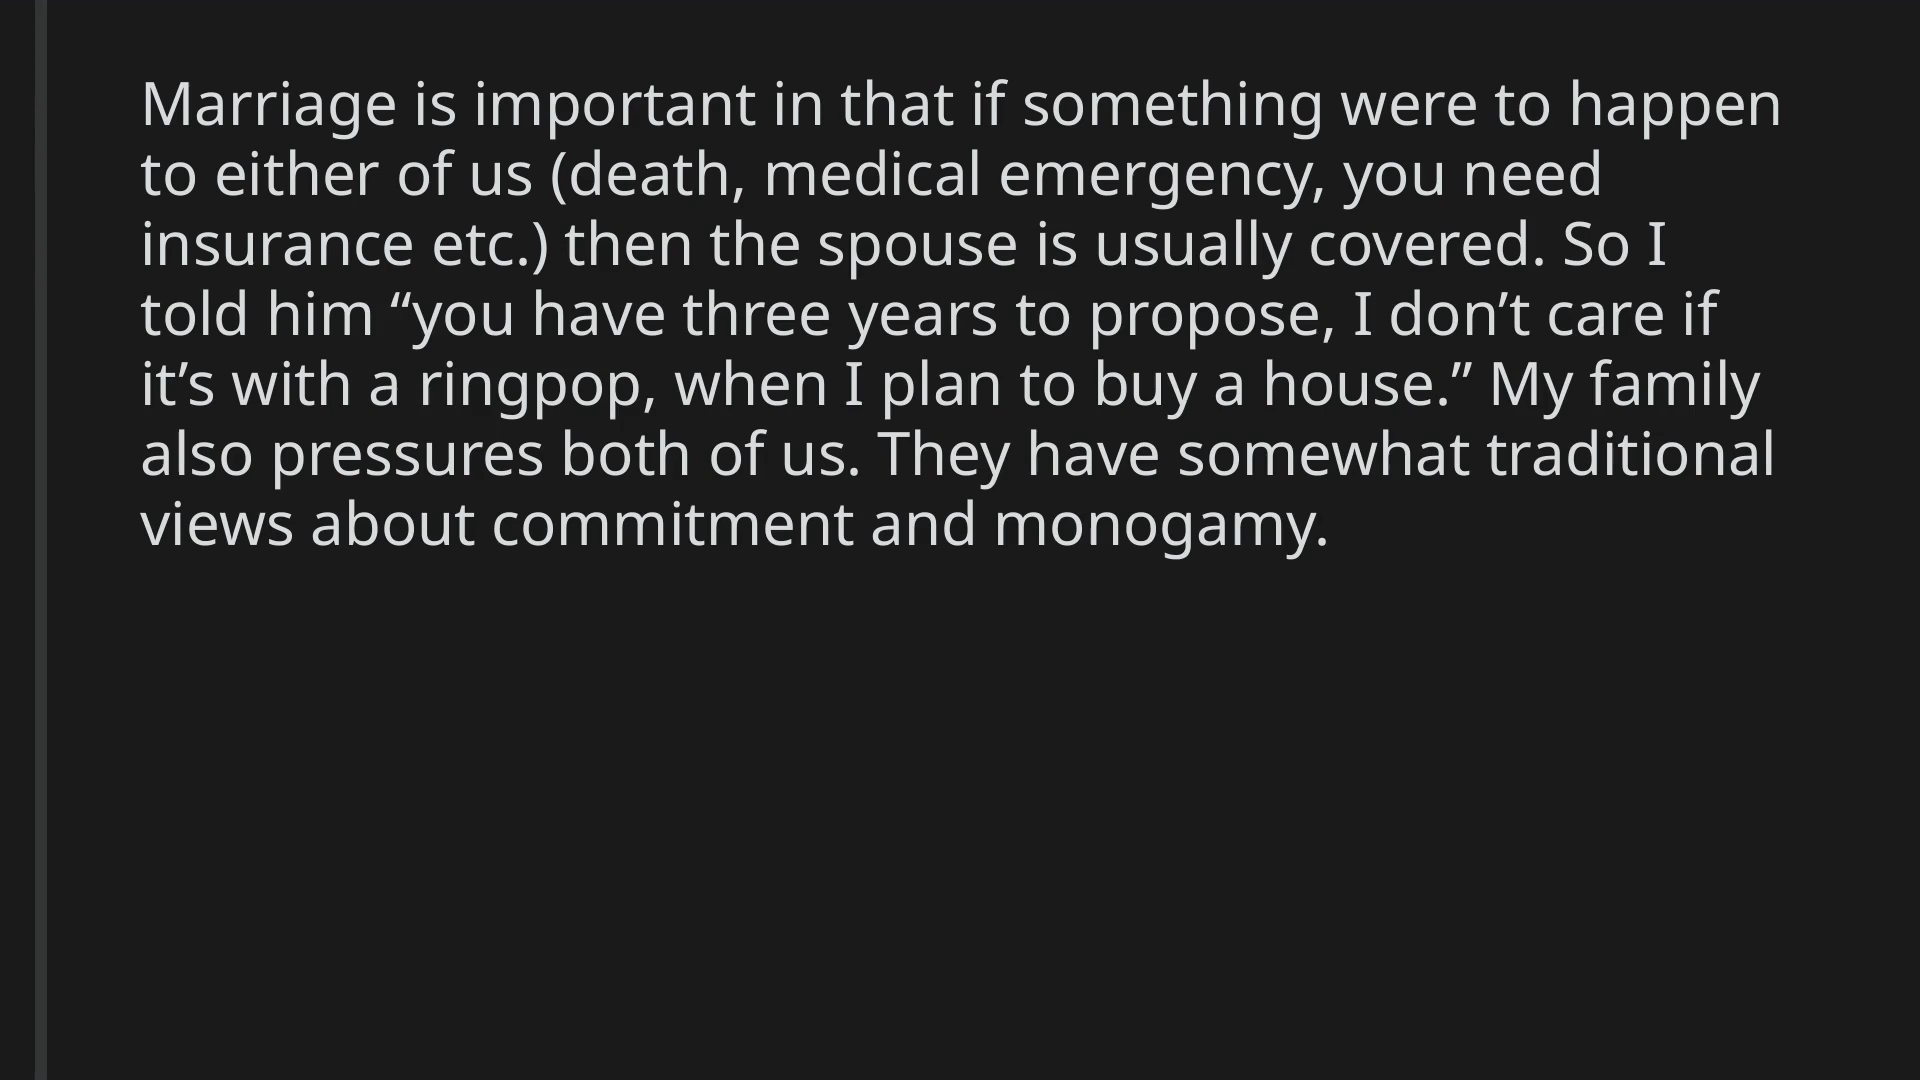 Marriage is important in that if something were to happen
to either of us (death, medical emergency, you need
insurance etc.) then the spouse is usually covered. So I
told him “you have three years to propose, I don’t care if
it’s with a ringpop, when I plan to buy a house.” My family
also pressures both of us. They have somewhat traditional
views about commitment and monogamy.